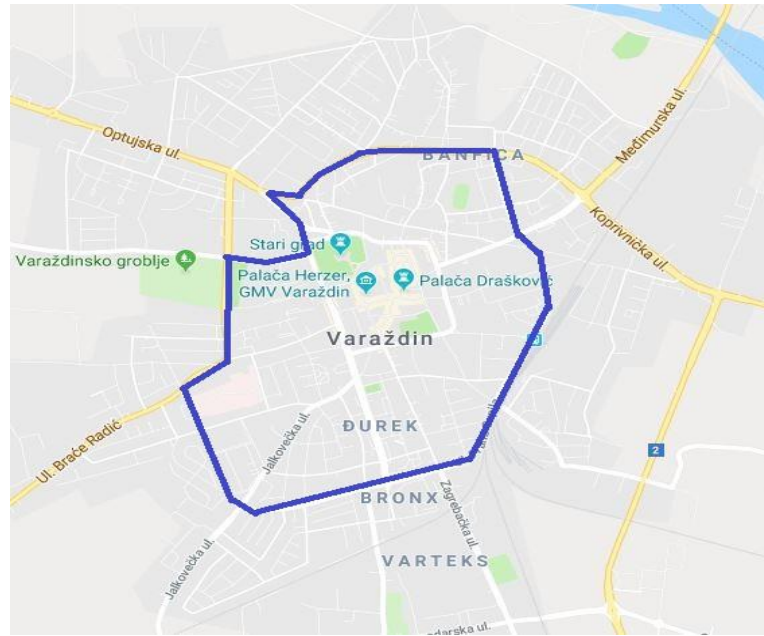 Optujska ul.
BANFICA
Međimurska ul.
Koprivnička ul.
Stari grad
Varaždinsko groblje
Palača Herzer,
GMV Varaždin
Palača Drašković
Varaždin
ĐUREK
Ul. Braće Radić
Jalkovečka ul.
2
BRONX
Zagrebačka ul.
VARTEKS
Jalkovečka ul.